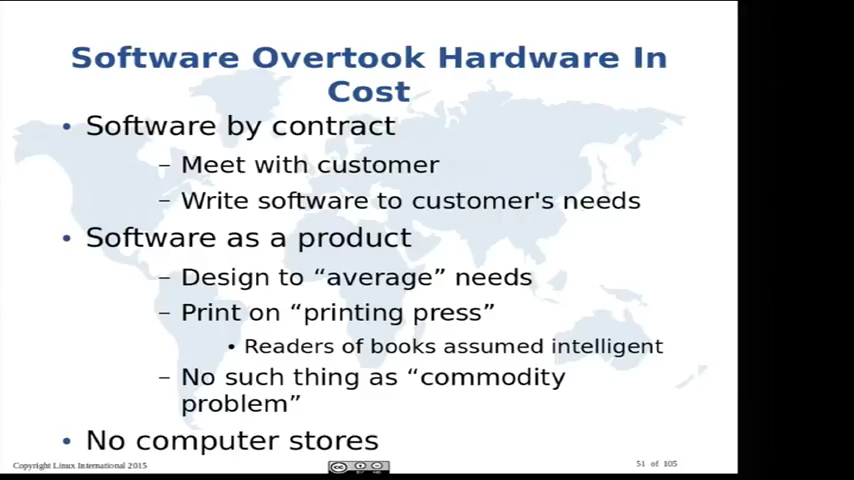 Software Overtook Hardware In
Cost
• Software by contract
– Meet with customer
– Write software to customer's needs
• Software as a product
– Design to “average” needs
– Print on “printing press”
• Readers of books assumed intelligent
– No such thing as “commodity
problem”
• No computer stores
Copyright Linux International 2015
51 of 105